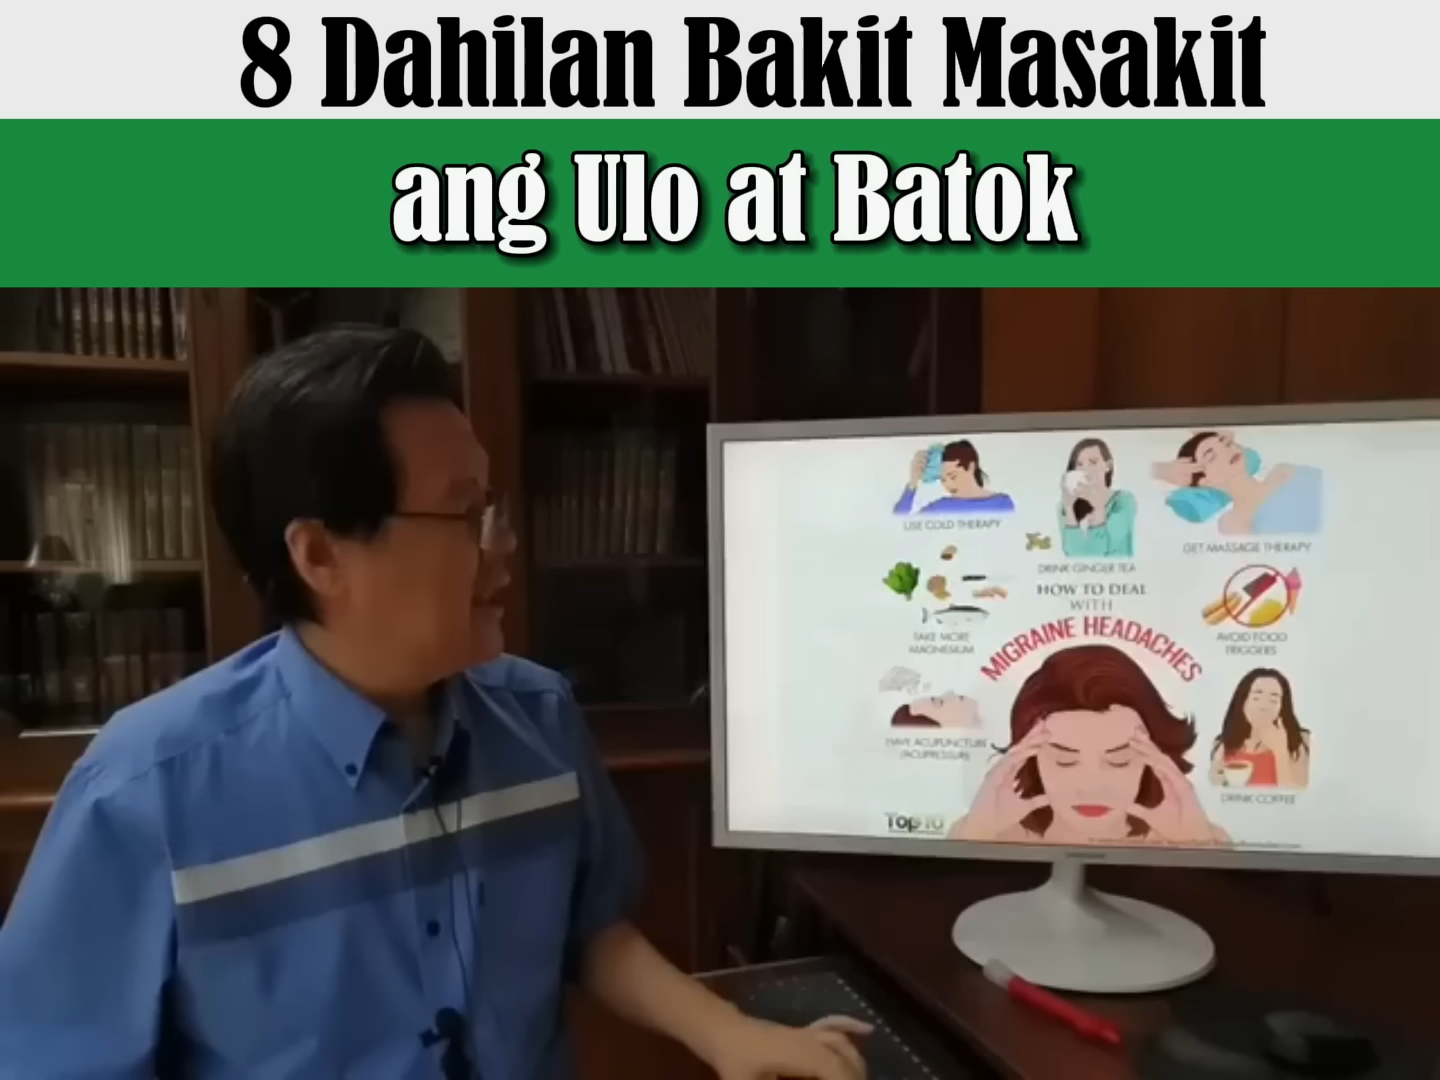 8 Dahilan Bakit Masakit
ang Ulo at Batok
USE COLD THERAPY
DRINK GINGER TEA
GET MASSAGE THERAPY
HOW TO DEAL
WITH
MIGRAINE HEADACHES
TAKE MORE
MAGNESIUM
AVOID FOOD
TRIGGERS
HAVE ACUPUNCTURE
/ACUPRESSURE
DRINK COFFEE
Top10